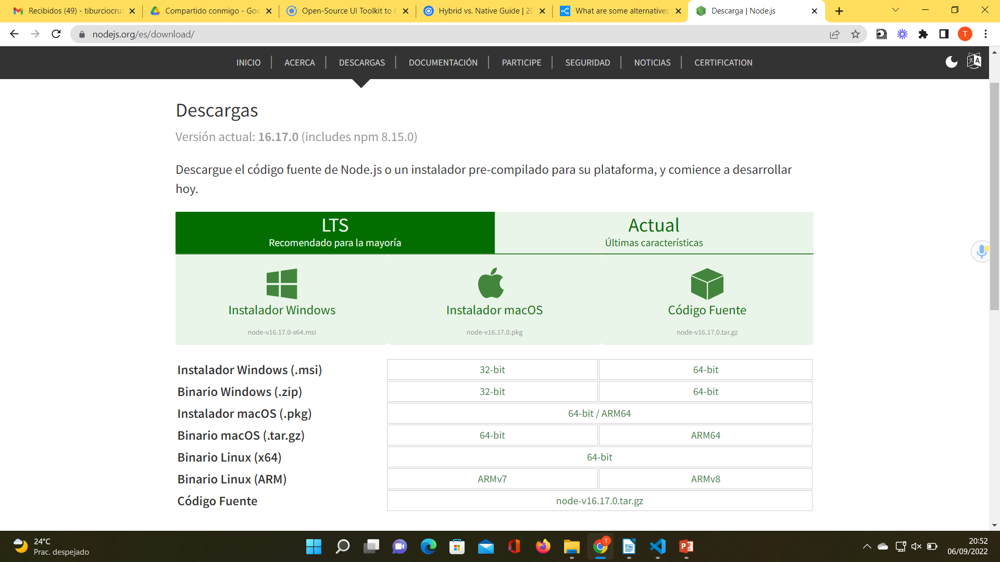 Recibidos (49) - tiburciocru
Compartido conmigo - Goo
Open-Source UI Toolkit to C
Hybrid vs. Native Guide | 20
What are some alternatives
Descarga | Node.js
nodejs.org/es/download/
T
INICIO
ACERCA
DESCARGAS
DOCUMENTACIÓN
PARTICIPE
SEGURIDAD
NOTICIAS
CERTIFICATION
Descargas
Versión actual: 16.17.0 (includes npm 8.15.0)
Descargue el código fuente de Node.js o un instalador pre-compilado para su plataforma, y comience a desarrollar
hoy.
LTS
Recomendado para la mayoría
Actual
Últimas características
Instalador Windows
node-v16.17.0-x64.msi
Instalador macOS
node-v16.17.0.pkg
Código Fuente
node-v16.17.0.tar.gz
Instalador Windows (.msi) 32-bit 64-bit
Binario Windows (.zip) 32-bit 64-bit
Instalador macOS (.pkg) 64-bit / ARM64
Binario macOS (.tar.gz) 64-bit ARM64
Binario Linux (x64) 64-bit
Binario Linux (ARM) ARMv7 ARMv8
Código Fuente node-v16.17.0.tar.gz
24°C
Prac. despejado
20:52
06/09/2022